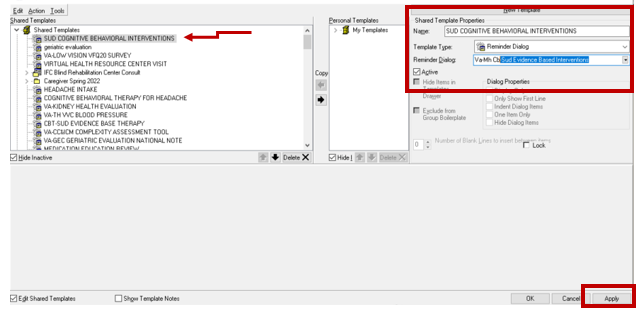 New Template
Edit Action Tools
Shared Templates
Shared Templates
SUD COGNITIVE BEHAVIORAL INTERVENTIONS
geriatric evaluation
VA-LOW VISION VFQ20 SURVEY
VIRTUAL HEALTH RESOURCE CENTER VISIT
IFC Blind Rehabilitation Center Consult
Caregiver Spring 2022
HEADACHE INTAKE
COGNITIVE BEHAVIORAL THERAPY FOR HEADACHE
VA-KIDNEY HEALTH EVALUATION
VA-TH VVC BLOOD PRESSURE
CBT-SUD EVIDENCE BASE THERAPY
VA-CC&ICM COMPLEXITY ASSESSMENT TOOL
VA-GEC GERIATRIC EVALUATION NATIONAL NOTE
MEDICATION EDUCATION REVIEW
Hide Inactive
Delete
Copy
Personal Templates
My Templates
Hide I
Delete
Shared Template Properties
Name: SUD COGNITIVE BEHAVIORAL INTERVENTIONS
Template Type: Reminder Dialog
Reminder Dialog: Va-Mh Cb Sud Evidence Based Interventions
Active
Hide Items in
Templates
Drawer
Exclude from
Group Boilerplate
Dialog Properties
Only Show First Line
Indent Dialog Items
One Item Only
Hide Dialog Items
0 Number of Blank Lines to insert between items
Lock
Edit Shared Templates
Show Template Notes
OK
Cancel
Apply